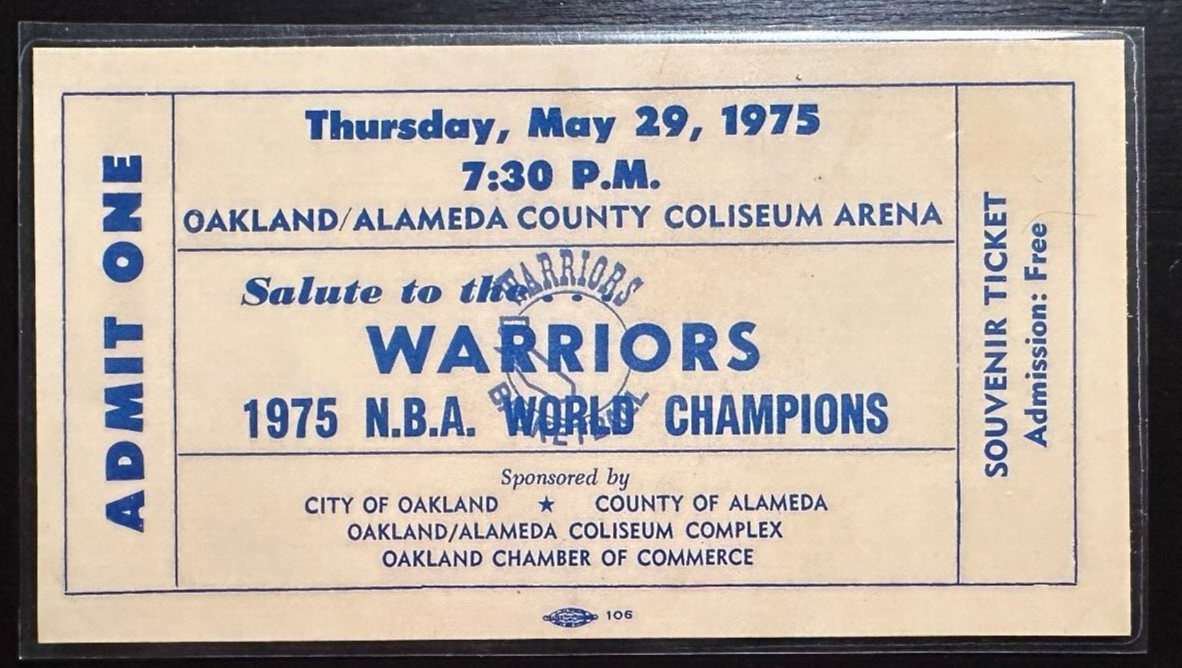 ADMIT ONE
Thursday, May 29, 1975
7:30 P.M.
OAKLAND/ALAMEDA COUNTY COLISEUM ARENA
Salute to the...
WARRIORS
WARRIORS
1975 N.B.A. WORLD CHAMPIONS
BASKETBALL
Sponsored by
CITY OF OAKLAND ★ COUNTY OF ALAMEDA
OAKLAND/ALAMEDA COLISEUM COMPLEX
OAKLAND CHAMBER OF COMMERCE
SOUVENIR TICKET
Admission: Free
106